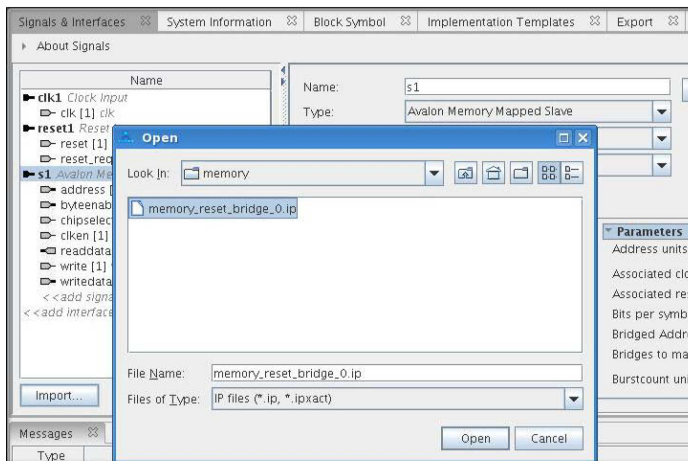 Signals & Interfaces System Information Block Symbol Implementation Templates Export
About Signals
Name
clk1 Clock Input
clk [1] clk
reset1 Reset
reset [1]
reset_req
s1 Avalon Me
address [
byteenab
chipselec
clken [1]
readdata
write [1]
writedata
<<add signa
<<add interface
Import...
Name: s1
Type: Avalon Memory Mapped Slave
Open
Look In: memory
memory_reset_bridge_0.ip
File Name: memory_reset_bridge_0.ip
Files of Type: IP files (*.ip, *.ipxact)
Open Cancel
Parameters
Address units
Associated clo
Associated re
Bits per symb
Bridged Addre
Bridges to ma
Burstcount uni
Messages
Type